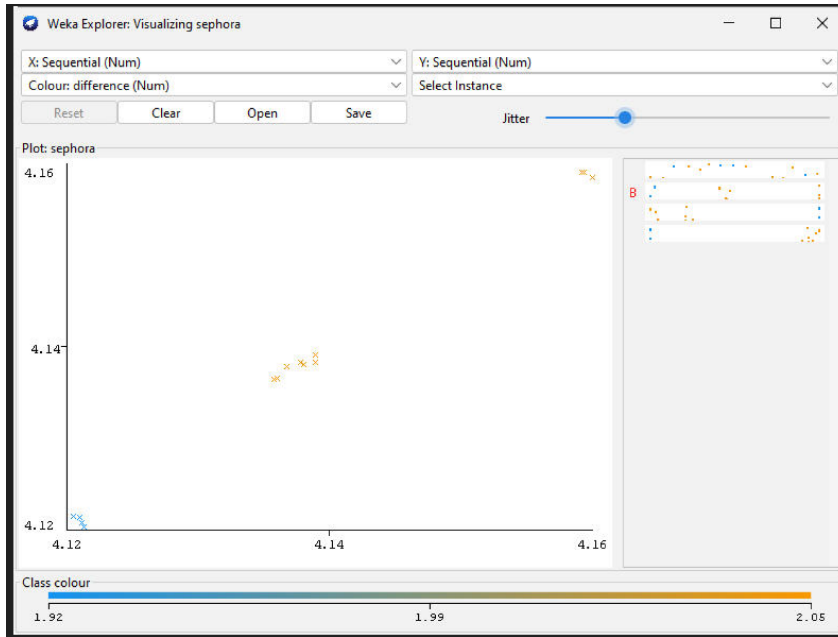 Weka Explorer: Visualizing sephora
X: Sequential (Num) Y: Sequential (Num)
Colour: difference (Num) Select Instance
Reset Clear Open Save Jitter
Plot: sephora
4.16
B
4.14
4.12
4.12 4.14 4.16
Class colour
1.92 1.99 2.05